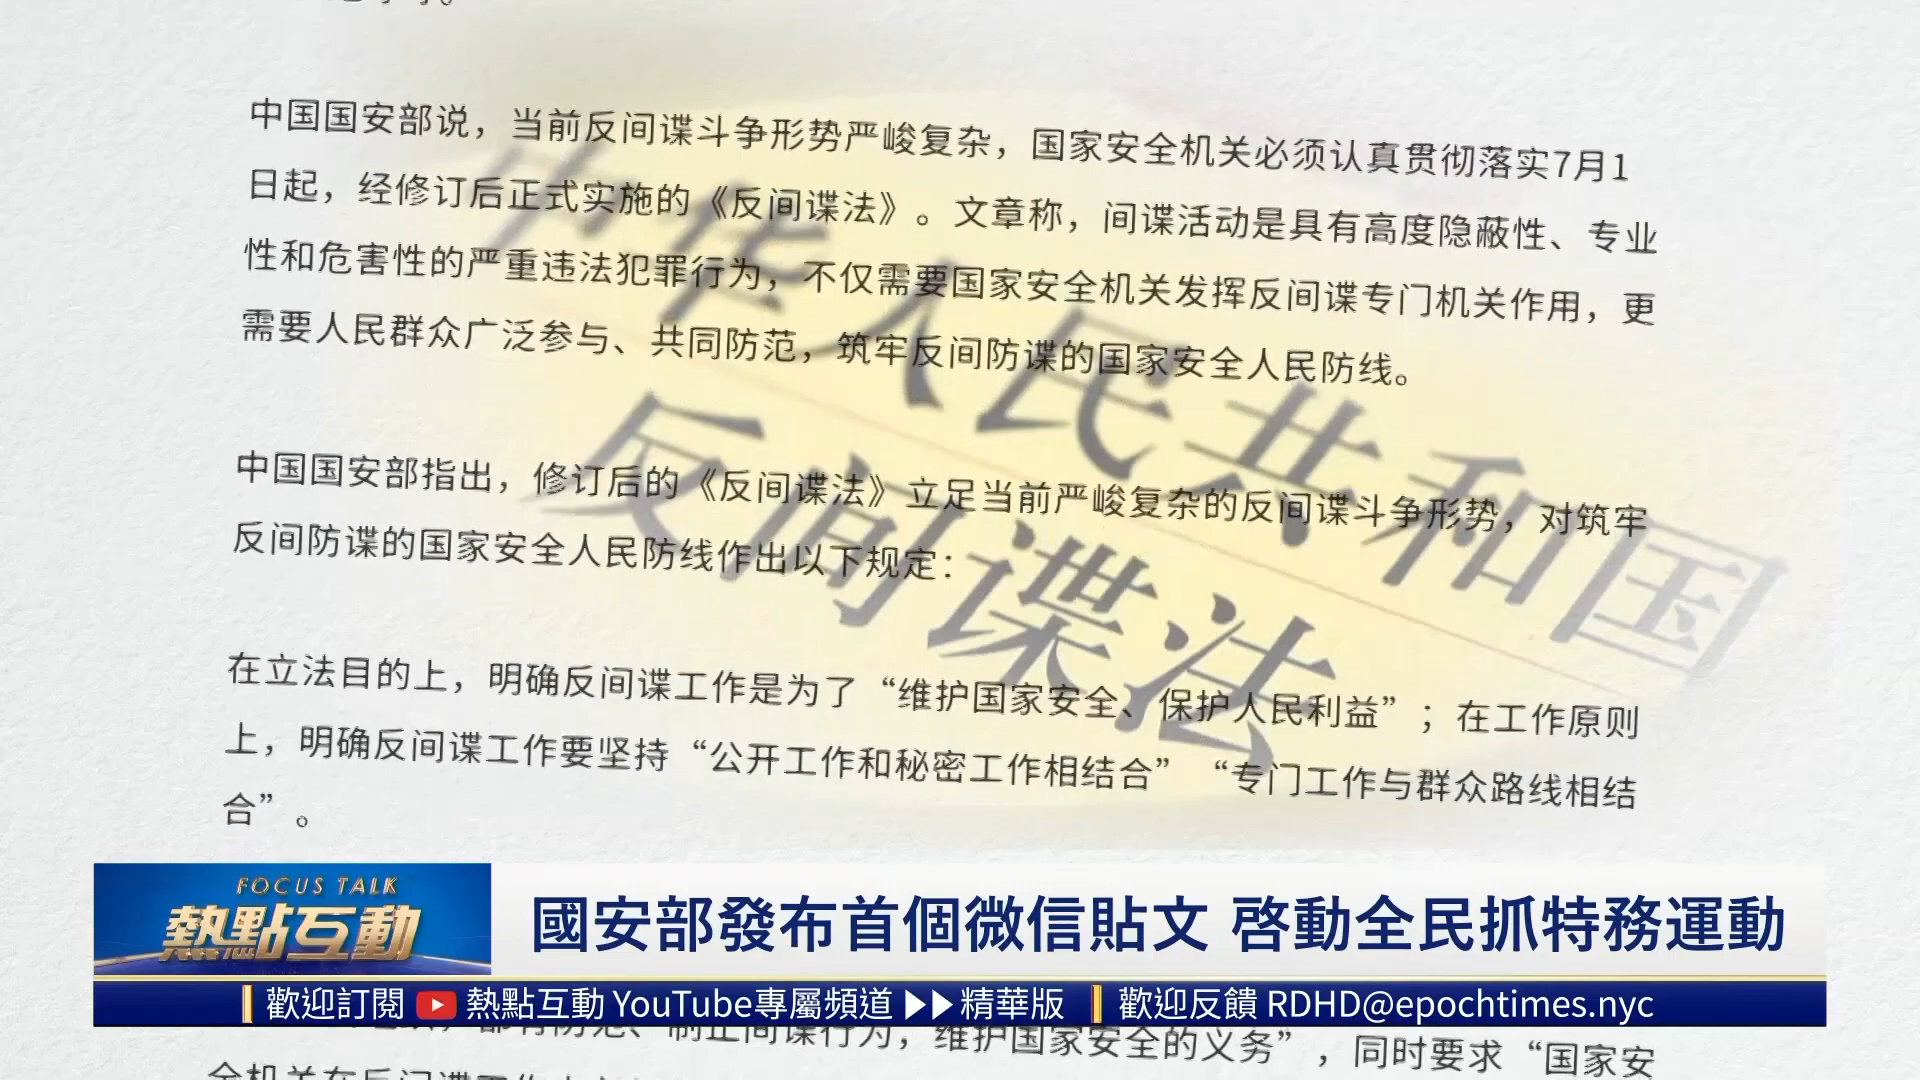 中国国安部说，当前反间谍斗争形势严峻复杂，国家安全机关必须认真贯彻落实7月1
日起，经修订后正式实施的《反间谍法》。文章称，间谍活动是具有高度隐蔽性、专业
性和危害性的严重违法犯罪行为，不仅需要国家安全机关发挥反间谍专门机关作用，更
需要人民群众广泛参与、共同防范，筑牢反间防谍的国家安全人民防线。
中华人民共和国
反间谍法
中国国安部指出，修订后的《反间谍法》立足当前严峻复杂的反间谍斗争形势，对筑牢
反间防谍的国家安全人民防线作出以下规定：
在立法目的上，明确反间谍工作是为了“维护国家安全、保护人民利益”；在工作原则
上，明确反间谍工作要坚持“公开工作和秘密工作相结合”“专门工作与群众路线相结
合”。
FOCUS TALK
熱點互動
國安部發布首個微信貼文 啓動全民抓特務運動
歡迎訂閱 熱點互動 YouTube專屬頻道 ▶▶ 精華版 歡迎反饋 RDHD@epochtimes.nyc
维护国家安全的义务”，同时要求“国家安